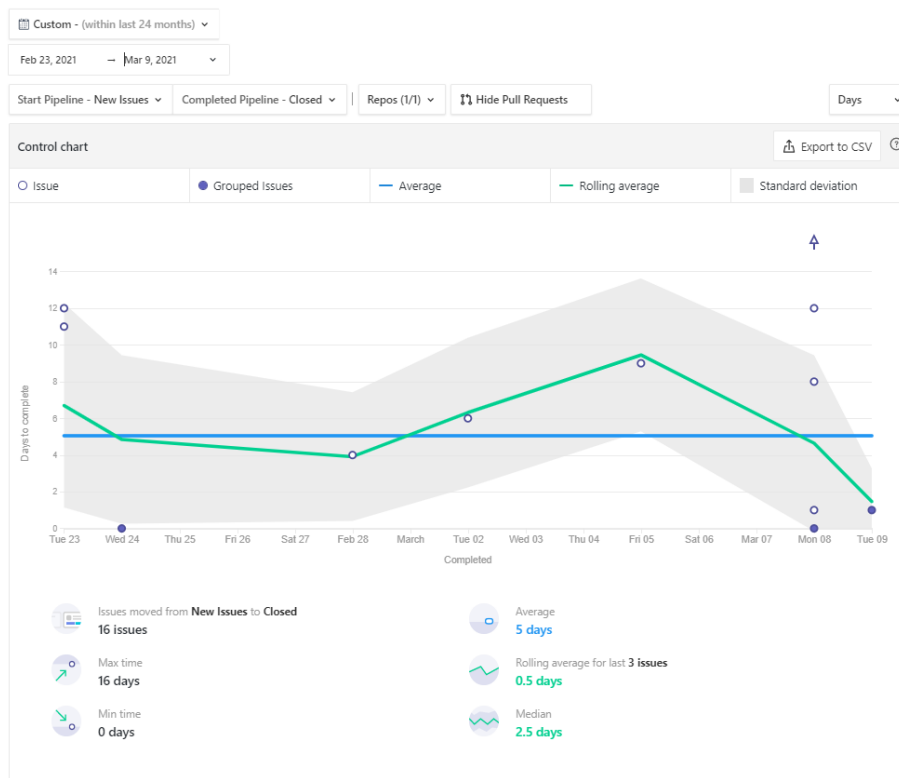 Custom - (within last 24 months)
Feb 23, 2021 → Mar 9, 2021
Start Pipeline - New Issues Completed Pipeline - Closed Repos (1/1) Hide Pull Requests Days
Control chart Export to CSV ?
Issue Grouped Issues Average Rolling average Standard deviation
14
12
10
8
6
4
2
0
Days to complete
Tue 23 Wed 24 Thu 25 Fri 26 Sat 27 Feb 28 March Tue 02 Wed 03 Thu 04 Fri 05 Sat 06 Mar 07 Mon 08 Tue 09
Completed
Issues moved from New Issues to Closed
16 issues
Average
5 days
Max time
16 days
Rolling average for last 3 issues
0.5 days
Min time
0 days
Median
2.5 days